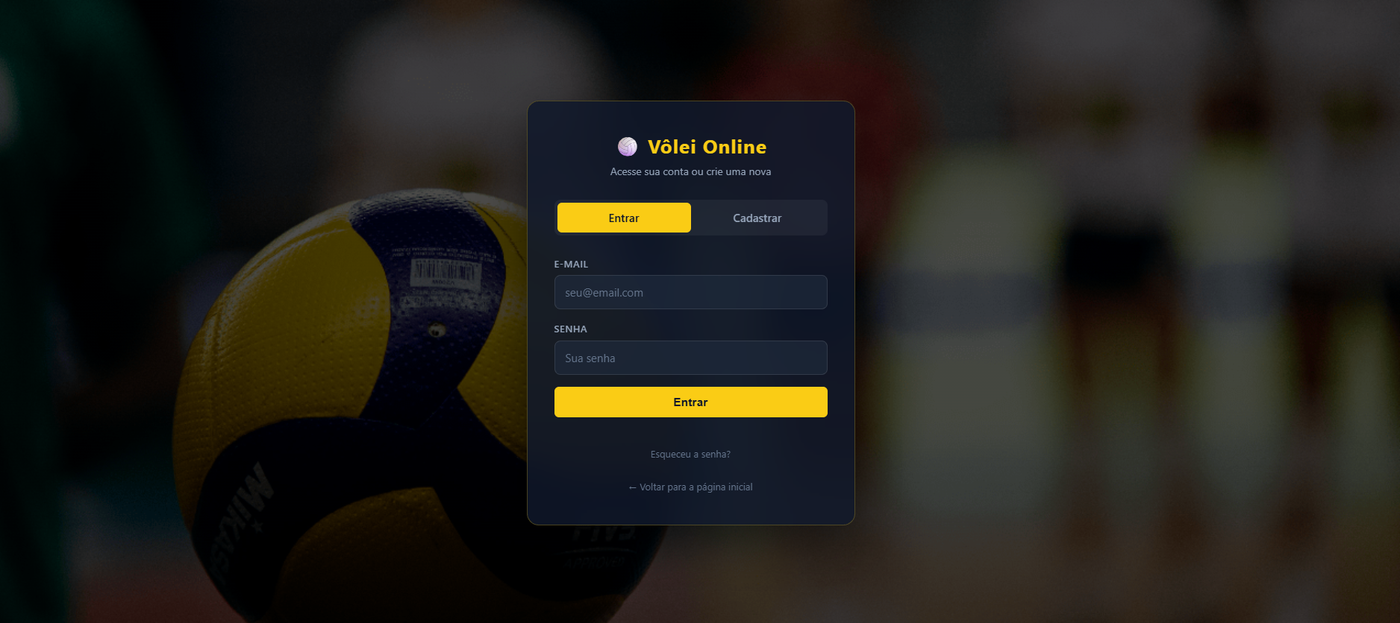 Vôlei Online
Acesse sua conta ou crie uma nova
Entrar
Cadastrar
E-MAIL
seu@email.com
SENHA
Sua senha
Entrar
Esqueceu a senha?
← Voltar para a página inicial
MIKASA